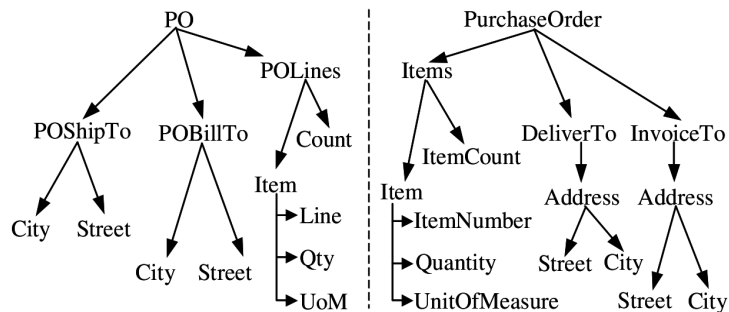 PO
POLines
POShipTo
POBillTo
Count
Item
City
Street
Line
City
Street
Qty
UoM
PurchaseOrder
Items
DeliverTo
InvoiceTo
ItemCount
Item
Address
Address
ItemNumber
Street
City
Quantity
UnitOfMeasure
Street
City